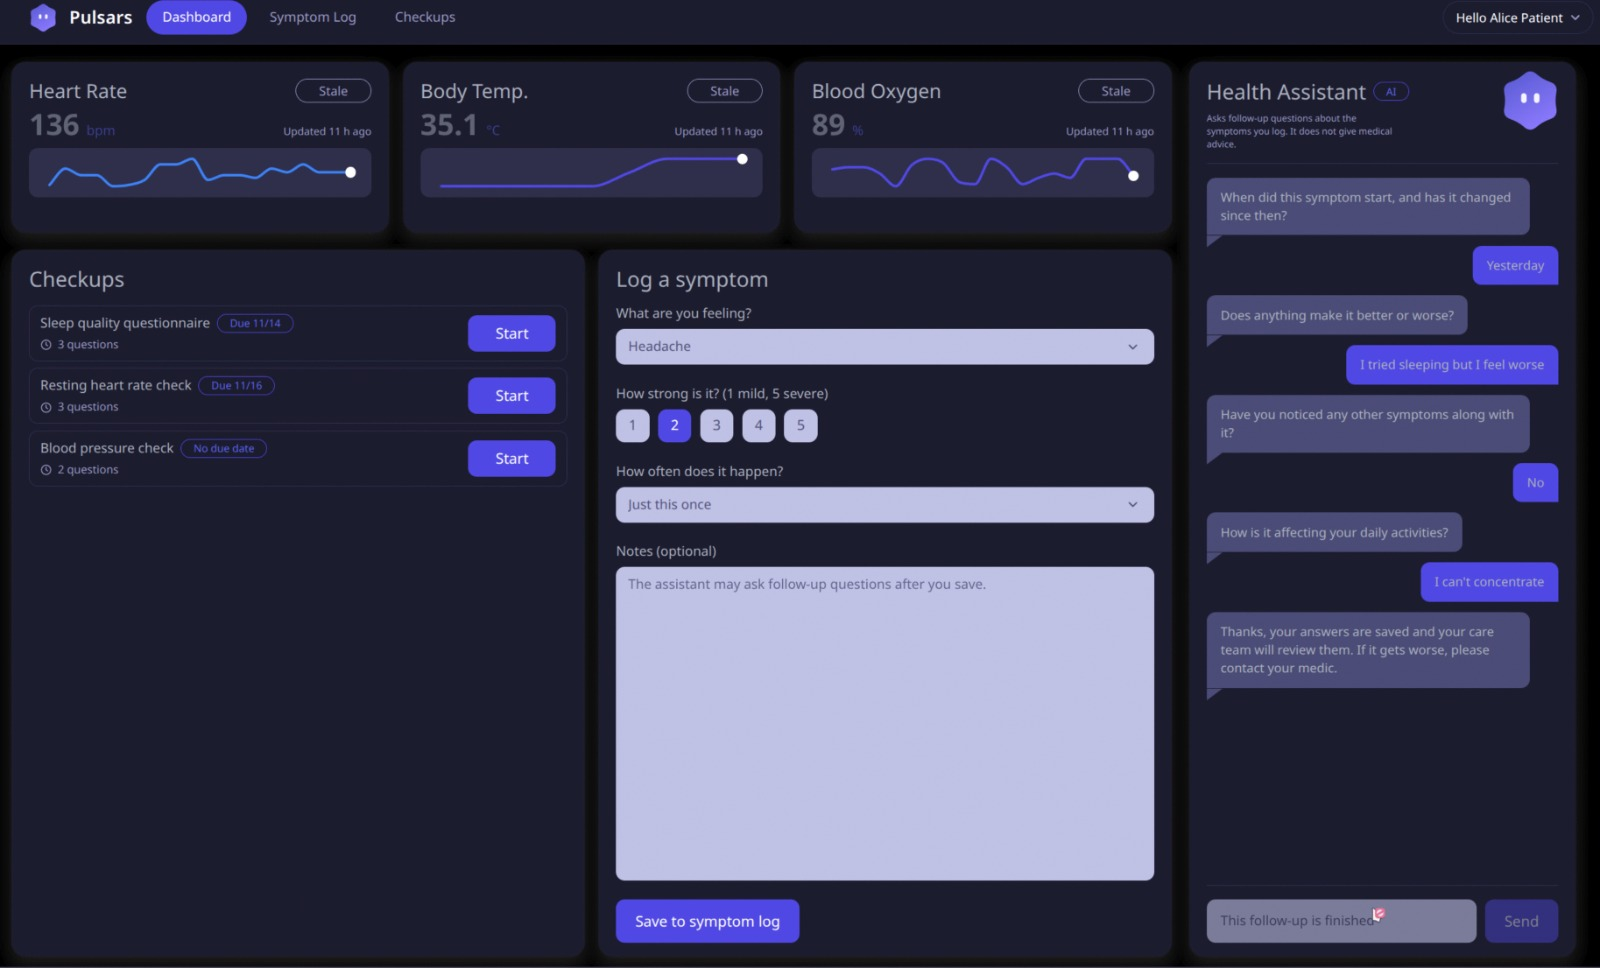 Pulsars
Dashboard
Symptom Log
Checkups
Hello Alice Patient
Heart Rate
Stale
136 bpm
Updated 11 h ago
Body Temp.
Stale
35.1 °C
Updated 11 h ago
Blood Oxygen
Stale
89 %
Updated 11 h ago
Checkups
Sleep quality questionnaire
Due 11/14
3 questions
Start
Resting heart rate check
Due 11/16
3 questions
Start
Blood pressure check
No due date
2 questions
Start
Log a symptom
What are you feeling?
Headache
How strong is it? (1 mild, 5 severe)
1 2 3 4 5
How often does it happen?
Just this once
Notes (optional)
The assistant may ask follow-up questions after you save.
Save to symptom log
Health Assistant
AI
Asks follow-up questions about the
symptoms you log. It does not give medical
advice.
When did this symptom start, and has it changed
since then?
Yesterday
Does anything make it better or worse?
I tried sleeping but I feel worse
Have you noticed any other symptoms along with
it?
No
How is it affecting your daily activities?
I can't concentrate
Thanks, your answers are saved and your care
team will review them. If it gets worse, please
contact your medic.
This follow-up is finished
Send